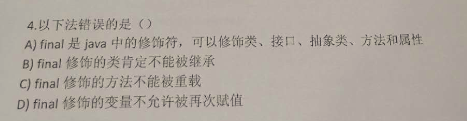 4.以下法错误的是（）
A) final 是 java 中的修饰符，可以修饰类、接口、抽象类、方法和属性
B) final 修饰的类肯定不能被继承
C) final 修饰的方法不能被重载
D) final 修饰的变量不允许被再次赋值